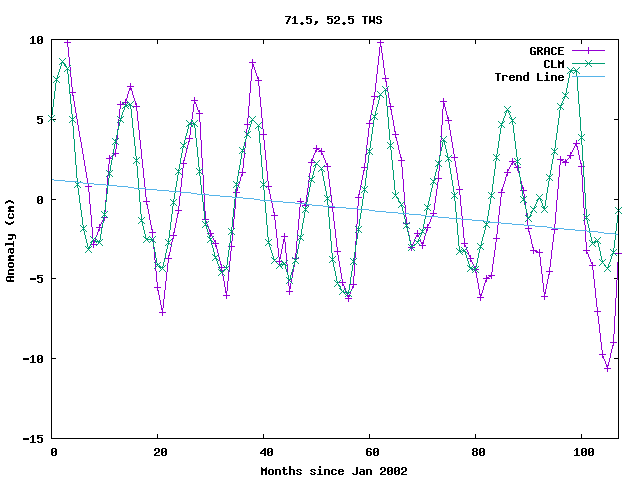 71.5, 52.5 TWS
GRACE
CLM
Trend Line
10
5
0
-5
-10
-15
Anomaly (cm)
0 20 40 60 80 100
Months since Jan 2002